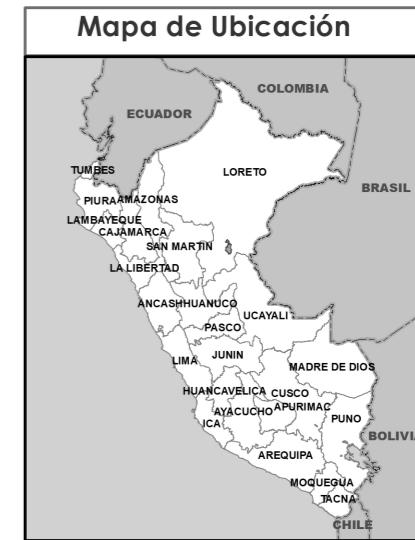 Mapa de Ubicación
COLOMBIA
ECUADOR
TUMBES
LORETO
BRASIL
PIURA
AMAZONAS
LAMBAYEQUE
CAJAMARCA
SAN MARTIN
LA LIBERTAD
ANCASH
HUANUCO
UCAYALI
PASCO
LIMA
JUNIN
MADRE DE DIOS
HUANCAVELICA
CUSCO
AYACUCHO
APURIMAC
PUNO
ICA
BOLIVIA
AREQUIPA
MOQUEGUA
TACNA
CHILE